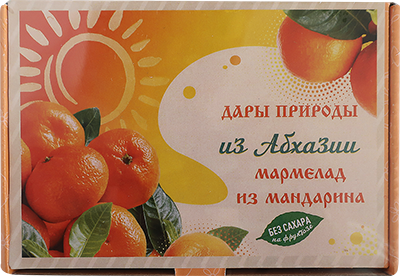 ДАРЫ ПРИРОДЫ
из Абхазии
МАРМЕЛАД
ИЗ МАНДАРИНА
БЕЗ САХАРА
на фруктозе